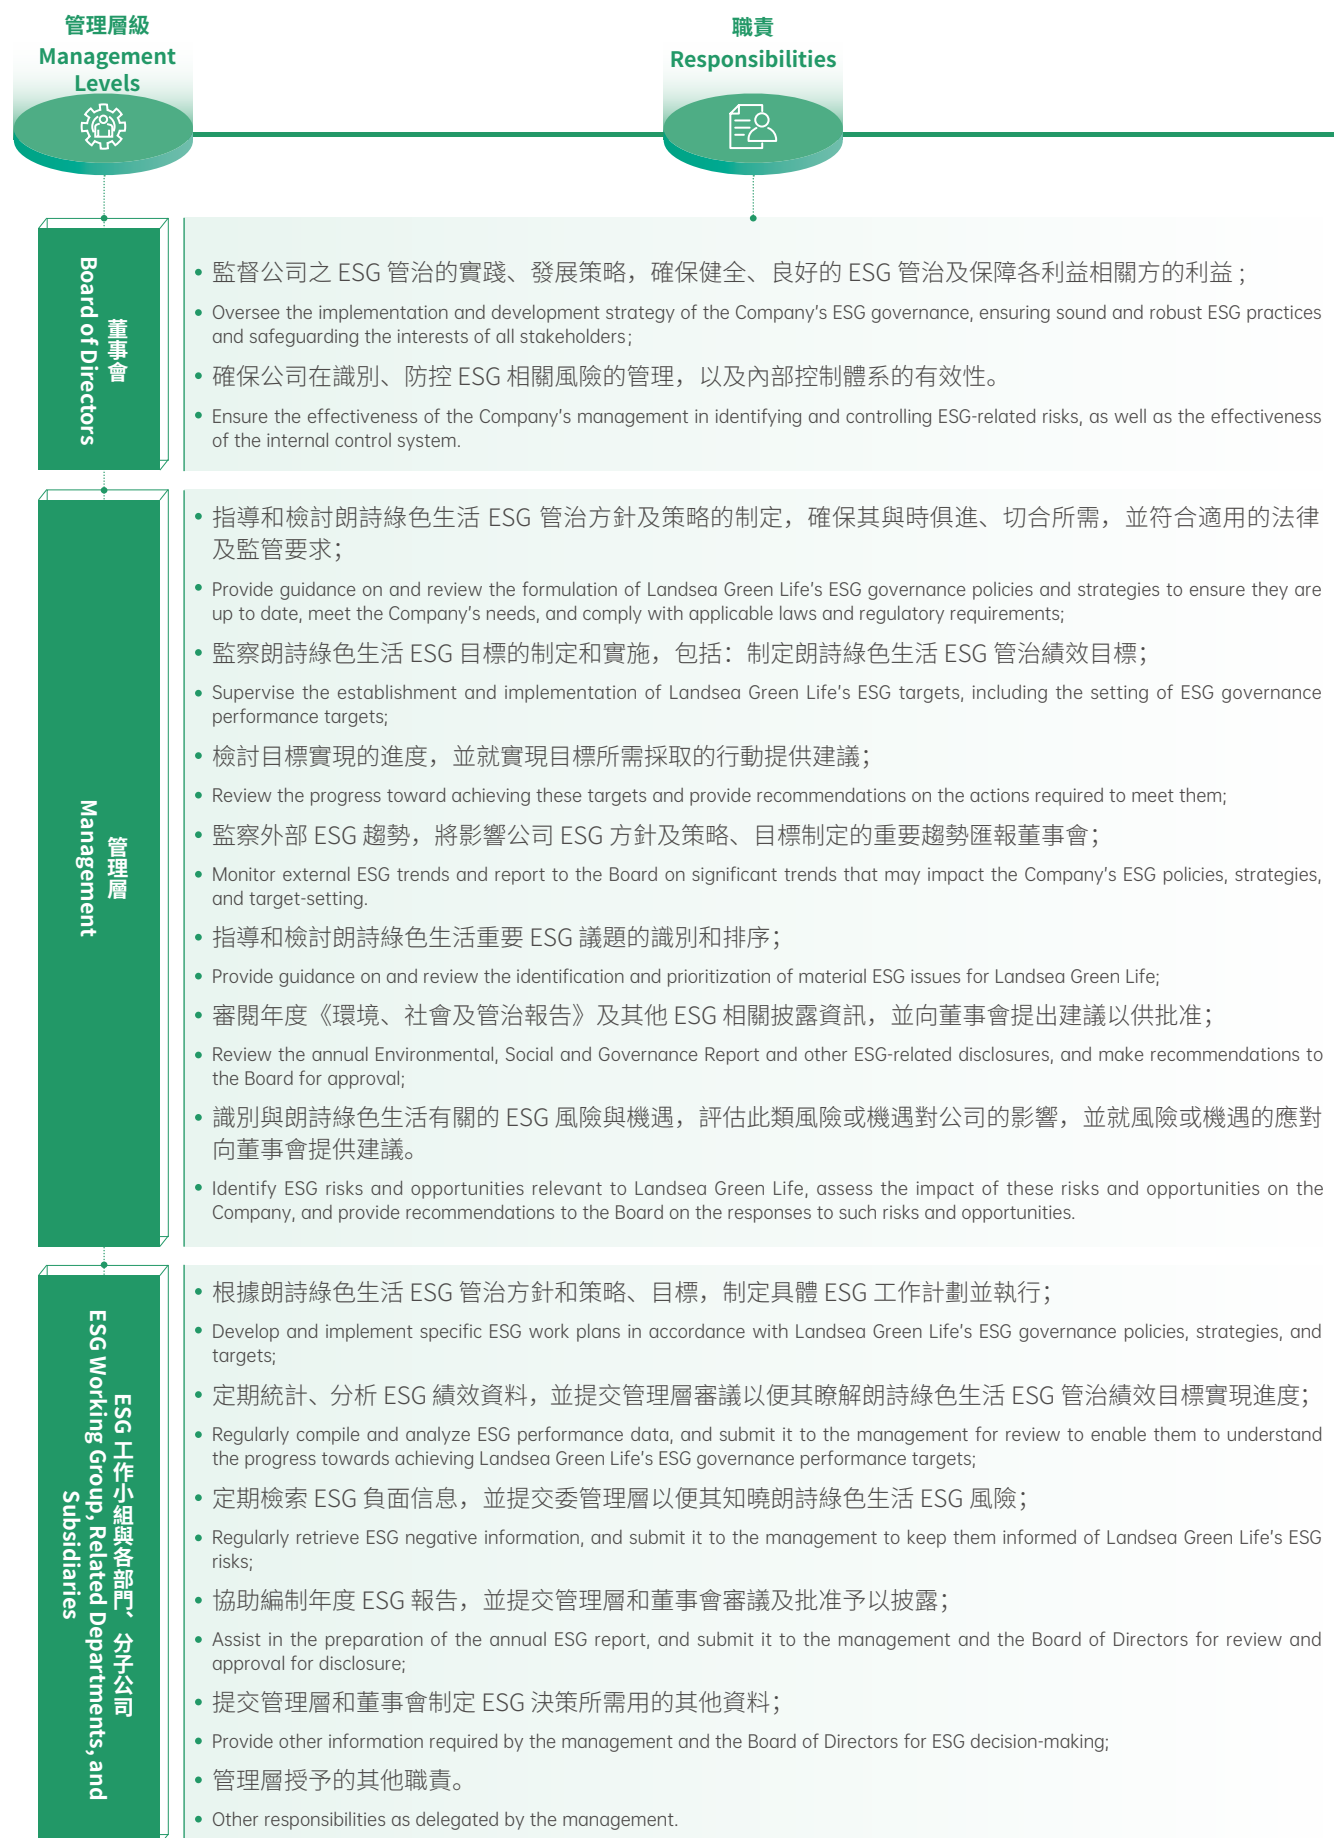 管理層級
Management
Levels
職責
Responsibilities
董事會
Board of Directors
• 監督公司之 ESG 管治的實踐、發展策略，確保健全、良好的 ESG 管治及保障各利益相關方的利益；
• Oversee the implementation and development strategy of the Company’s ESG governance, ensuring sound and robust ESG practices
and safeguarding the interests of all stakeholders;
• 確保公司在識別、防控 ESG 相關風險的管理，以及內部控制體系的有效性。
• Ensure the effectiveness of the Company’s management in identifying and controlling ESG-related risks, as well as the effectiveness
of the internal control system.
管理層
Management
• 指導和檢討朗詩綠色生活 ESG 管治方針及策略的制定，確保其與時俱進、切合所需，並符合適用的法律
及監管要求；
• Provide guidance on and review the formulation of Landsea Green Life’s ESG governance policies and strategies to ensure they are
up to date, meet the Company’s needs, and comply with applicable laws and regulatory requirements;
• 監察朗詩綠色生活 ESG 目標的制定和實施，包括：制定朗詩綠色生活 ESG 管治績效目標；
• Supervise the establishment and implementation of Landsea Green Life’s ESG targets, including the setting of ESG governance
performance targets;
• 檢討目標實現的進度，並就實現目標所需採取的行動提供建議；
• Review the progress toward achieving these targets and provide recommendations on the actions required to meet them;
• 監察外部 ESG 趨勢，將影響公司 ESG 方針及策略、目標制定的重要趨勢匯報董事會；
• Monitor external ESG trends and report to the Board on significant trends that may impact the Company’s ESG policies, strategies,
and target-setting.
• 指導和檢討朗詩綠色生活重要 ESG 議題的識別和排序；
• Provide guidance on and review the identification and prioritization of material ESG issues for Landsea Green Life;
• 審閱年度《環境、社會及管治報告》及其他 ESG 相關披露資訊，並向董事會提出建議以供批准；
• Review the annual Environmental, Social and Governance Report and other ESG-related disclosures, and make recommendations to
the Board for approval;
• 識別與朗詩綠色生活有關的 ESG 風險與機遇，評估此類風險或機遇對公司的影響，並就風險或機遇的應對
向董事會提供建議。
• Identify ESG risks and opportunities relevant to Landsea Green Life, assess the impact of these risks and opportunities on the
Company, and provide recommendations to the Board on the responses to such risks and opportunities.
ESG 工作小組與各部門、分子公司
ESG Working Group, Related Departments, and
Subsidiaries
• 根據朗詩綠色生活 ESG 管治方針和策略、目標，制定具體 ESG 工作計劃並執行；
• Develop and implement specific ESG work plans in accordance with Landsea Green Life’s ESG governance policies, strategies, and
targets;
• 定期統計、分析 ESG 績效資料，並提交管理層審議以便其瞭解朗詩綠色生活 ESG 管治績效目標實現進度；
• Regularly compile and analyze ESG performance data, and submit it to the management for review to enable them to understand
the progress towards achieving Landsea Green Life’s ESG governance performance targets;
• 定期檢索 ESG 負面信息，並提交委管理層以便其知曉朗詩綠色生活 ESG 風險；
• Regularly retrieve ESG negative information, and submit it to the management to keep them informed of Landsea Green Life’s ESG
risks;
• 協助編制年度 ESG 報告，並提交管理層和董事會審議及批准予以披露；
• Assist in the preparation of the annual ESG report, and submit it to the management and the Board of Directors for review and
approval for disclosure;
• 提交管理層和董事會制定 ESG 決策所需用的其他資料；
• Provide other information required by the management and the Board of Directors for ESG decision-making;
• 管理層授予的其他職責。
• Other responsibilities as delegated by the management.